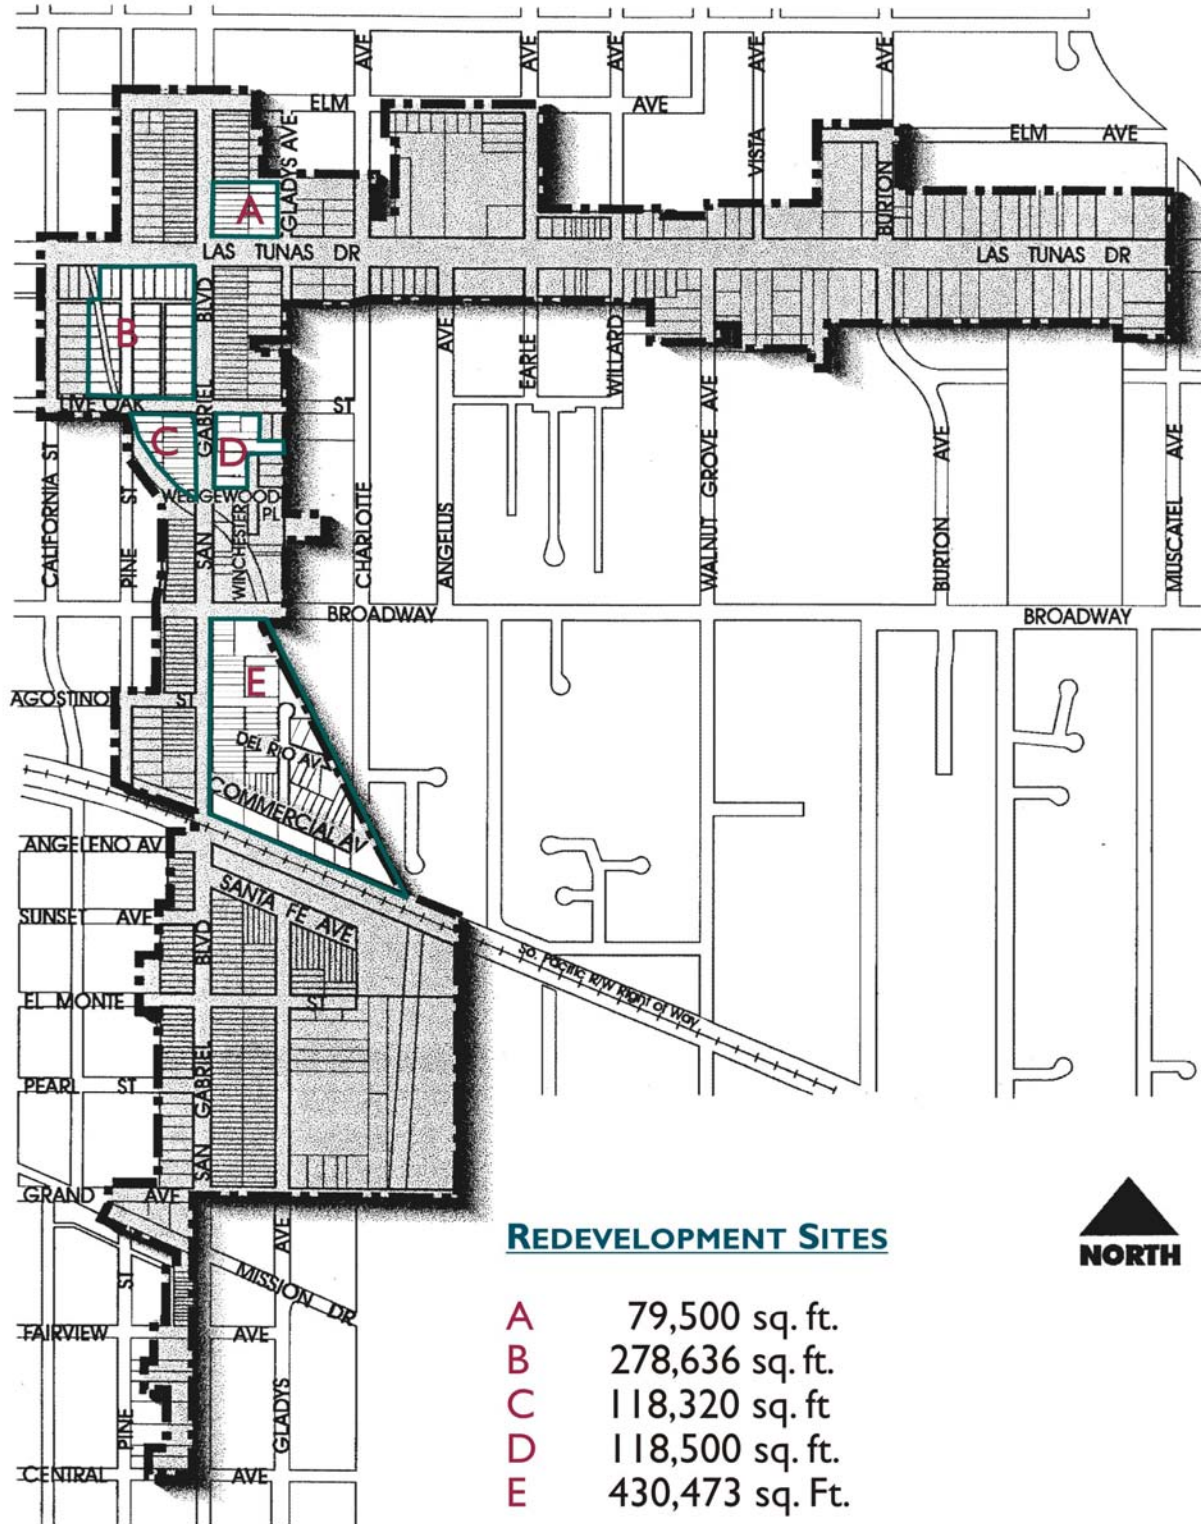 AVE
AVE
AVE
AVE
AVE
ELM
AVE
ELM AVE
GLADYS AVE
VISTA
BURTON
A
LAS TUNAS DR
LAS TUNAS DR
BLVD
B
AVE
EARLE
WILLARD
LIVE OAK
ST
GABRIEL
C
D
WALNUT GROVE AVE
AVE
AVE
CALIFORNIA ST
ST
WEDGEWOOD
PL
PINE
SAN
WINCHESTER
CHARLOTTE
ANGELUS
BURTON
MUSCATEL
BROADWAY
BROADWAY
E
AGOSTINO
ST
DEL RIO AV
COMMERCIAL AV
ANGELENO AV
SANTA FE AVE
SUNSET AVE
BLVD
So. Pacific R/W Right of Way
EL MONTE
ST
GABRIEL
PEARL ST
SAN
GRAND AVE
AVE
ST
MISSION DR
FAIRVIEW
AVE
PINE
GLADYS
CENTRAL
AVE
REDEVELOPMENT SITES
NORTH
A 79,500 sq. ft.
B 278,636 sq. ft.
C 118,320 sq. ft
D 118,500 sq. ft.
E 430,473 sq. Ft.